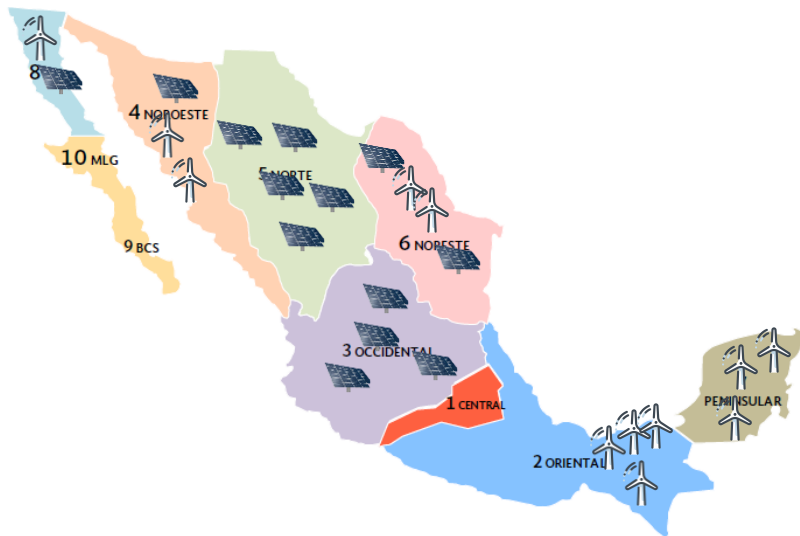 8
4 NOROESTE
10 MLG
5 NORTE
9 BCS
6 NORESTE
3 OCCIDENTAL
1 CENTRAL
PENINSULAR
2 ORIENTAL